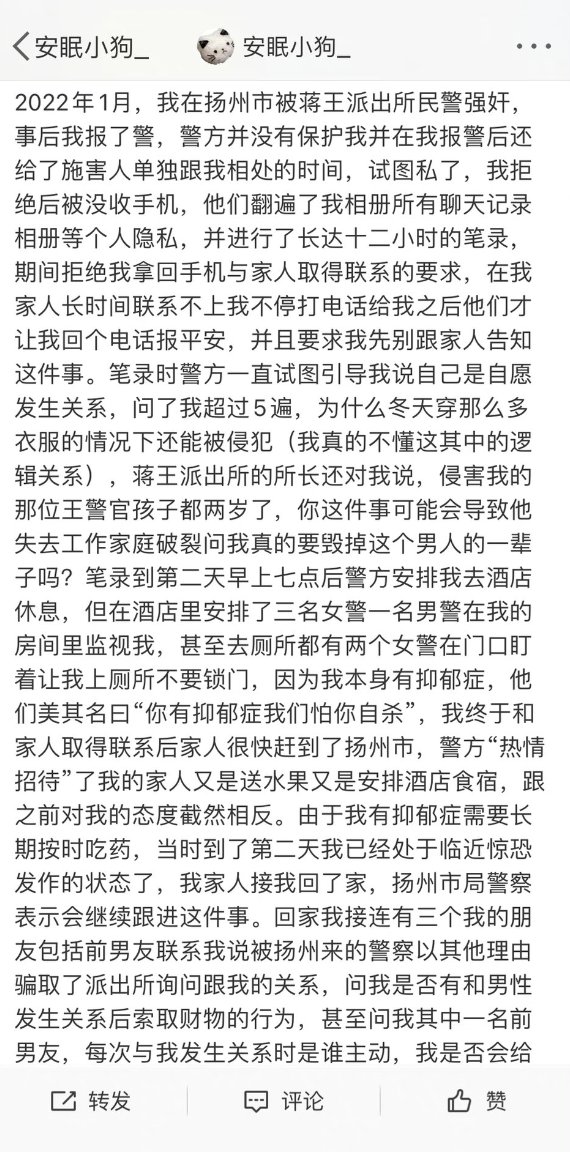 安眠小狗_ 安眠小狗_
2022年1月，我在扬州市被蒋王派出所民警强奸，
事后我报了警，警方并没有保护我并在我报警后还
给了施害人单独跟我相处的时间，试图私了，我拒
绝后被没收手机，他们翻遍了我相册所有聊天记录
相册等个人隐私，并进行了长达十二小时的笔录，
期间拒绝我拿回手机与家人取得联系的要求，在我
家人长时间联系不上我不停打电话给我之后他们才
让我回个电话报平安，并且要求我先别跟家人告知
这件事。笔录时警方一直试图引导我说自己是自愿
发生关系，问了我超过5遍，为什么冬天穿那么多
衣服的情况下还能被侵犯（我真的不懂这其中的逻
辑关系），蒋王派出所的所长还对我说，侵害我的
那位王警官孩子都两岁了，你这件事可能会导致他
失去工作家庭破裂问我真的要毁掉这个男人的一辈
子吗？笔录到第二天早上七点后警方安排我去酒店
休息，但在酒店里安排了三名女警一名男警在我的
房间里监视我，甚至去厕所都有两个女警在门口盯
着让我上厕所不要锁门，因为我本身有抑郁症，他
们美其名曰“你有抑郁症我们怕你自杀”，我终于和
家人取得联系后家人很快赶到了扬州市，警方“热情
招待”了我的家人又是送水果又是安排酒店食宿，跟
之前对我的态度截然相反。由于我有抑郁症需要长
期按时吃药，当时到了第二天我已经处于临近惊恐
发作的状态了，我家人接我回了家，扬州市局警察
表示会继续跟进这件事。回家我接连有三个我的朋
友包括前男友联系我说被扬州来的警察以其他理由
骗取了派出所询问跟我的关系，问我是否有和男性
发生关系后索取财物的行为，甚至问我其中一名前
男友，每次与我发生关系时是谁主动，我是否会给
转发 评论 赞